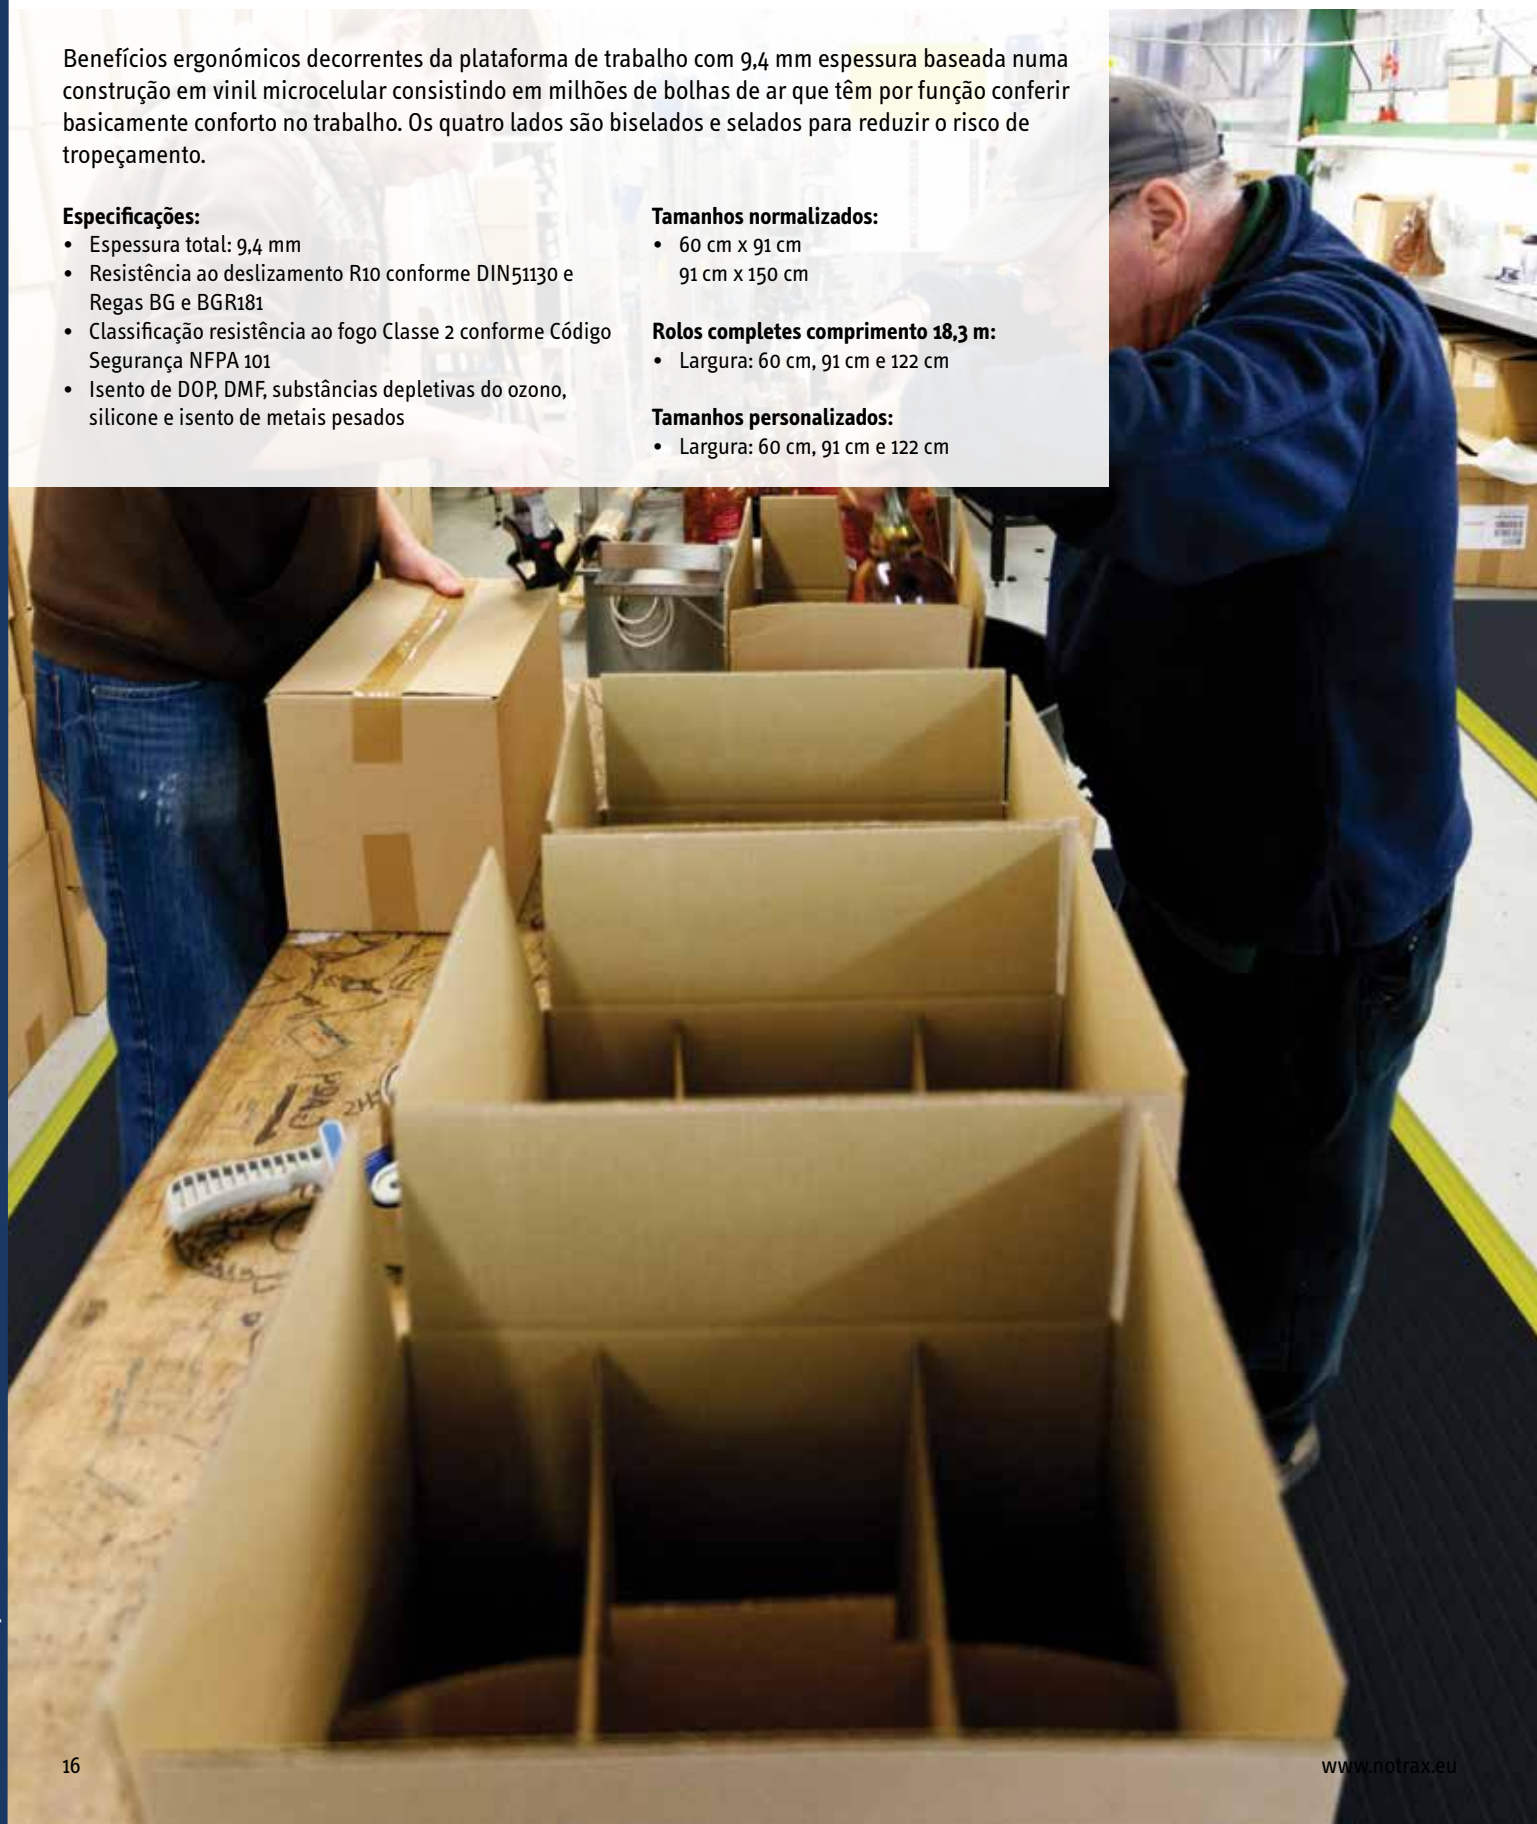 Benefícios ergonómicos decorrentes da plataforma de trabalho com 9,4 mm espessura baseada numa
construção em vinil microcelular consistindo em milhões de bolhas de ar que têm por função conferir
basicamente conforto no trabalho. Os quatro lados são biselados e selados para reduzir o risco de
tropeçamento.
Especificações:
• Espessura total: 9,4 mm
• Resistência ao deslizamento R10 conforme DIN51130 e
Regas BG e BGR181
• Classificação resistência ao fogo Classe 2 conforme Código
Segurança NFPA 101
• Isento de DOP, DMF, substâncias depletivas do ozono,
silicone e isento de metais pesados
Tamanhos normalizados:
• 60 cm x 91 cm
91 cm x 150 cm
Rolos completes comprimento 18,3 m:
• Largura: 60 cm, 91 cm e 122 cm
Tamanhos personalizados:
• Largura: 60 cm, 91 cm e 122 cm
16
www.notrax.eu